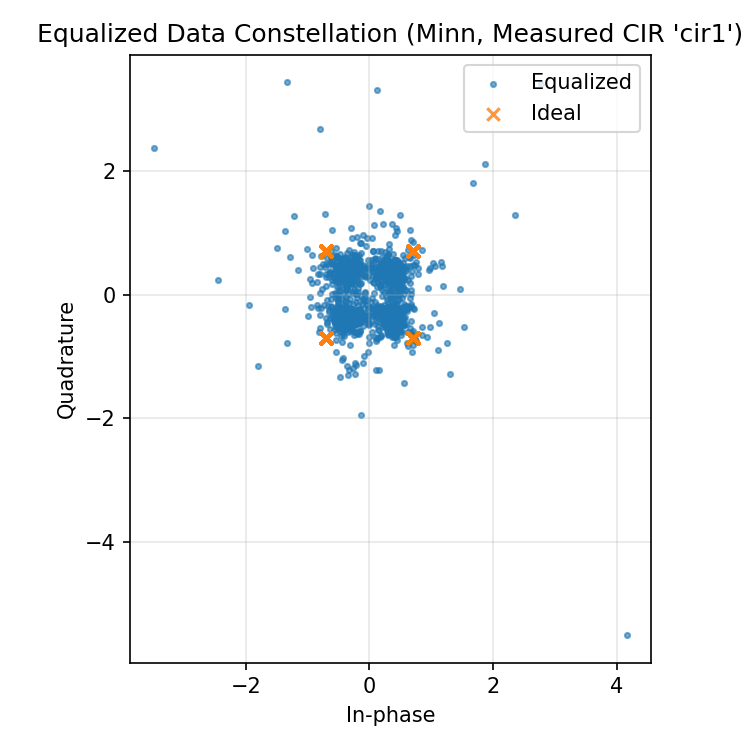 Equalized Data Constellation (Minn, Measured CIR 'cir1')
Equalized
Ideal
2
0
−2
−4
Quadrature
−2
0
2
4
In-phase